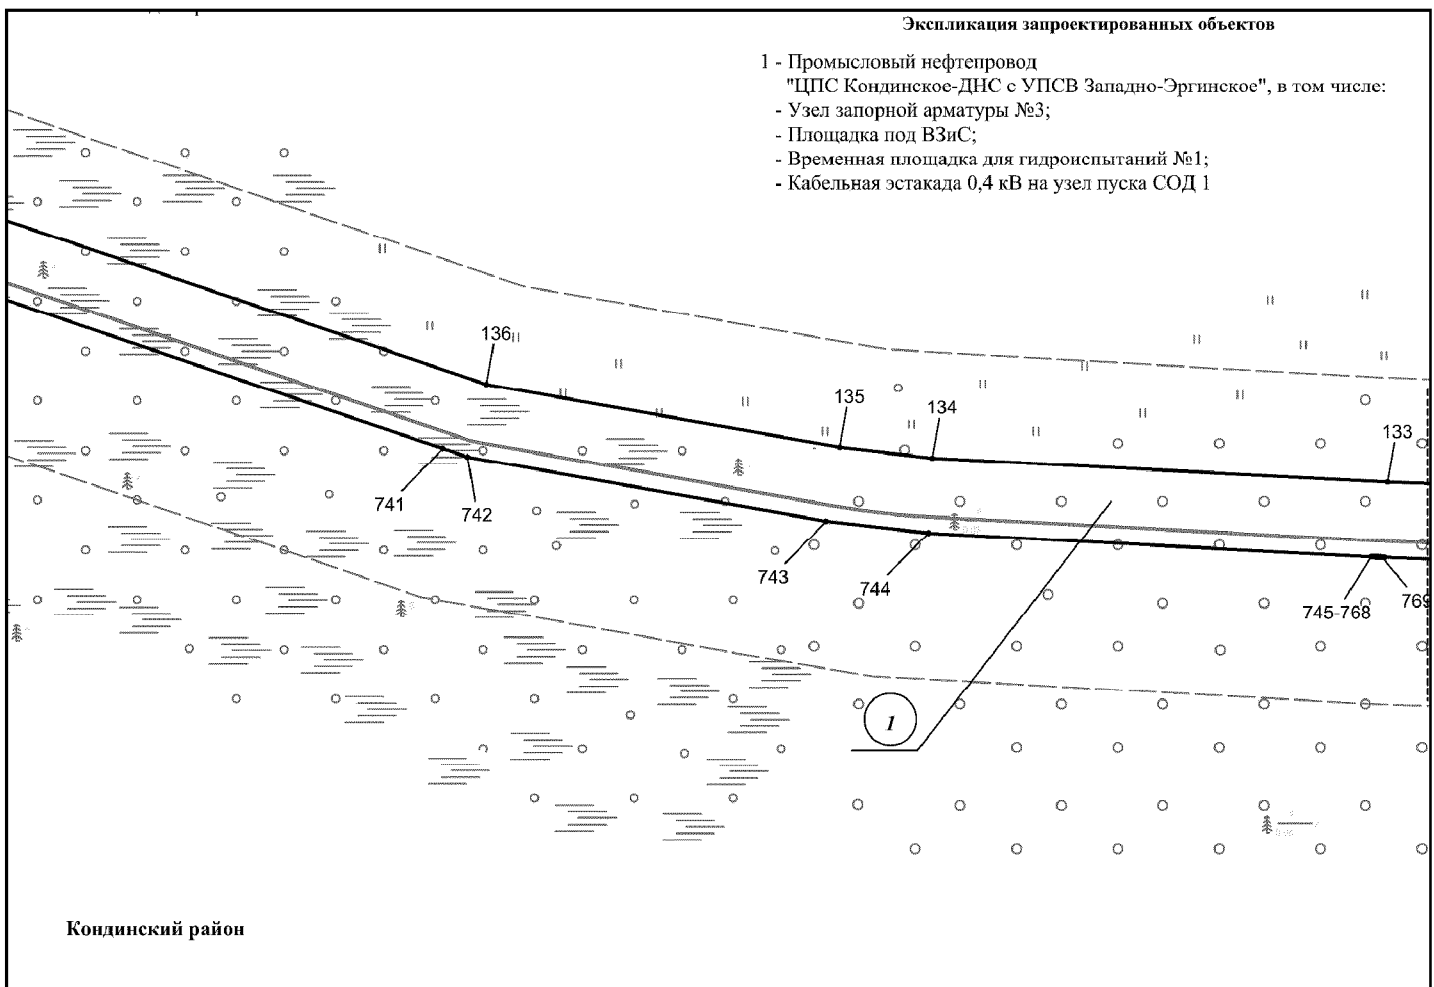 Экспликация запроектированных объектов
1 - Промысловый нефтепровод
"ЦПС Кондинское-ДНС с УПСВ Западно-Эргинское", в том числе:
- Узел запорной арматуры №3;
- Площадка под ВЗиС;
- Временная площадка для гидроиспытаний №1;
- Кабельная эстакада 0,4 кВ на узел пуска СОД 1
136
135
134
133
741
742
743
744
745-768
769
1
Кондинский район